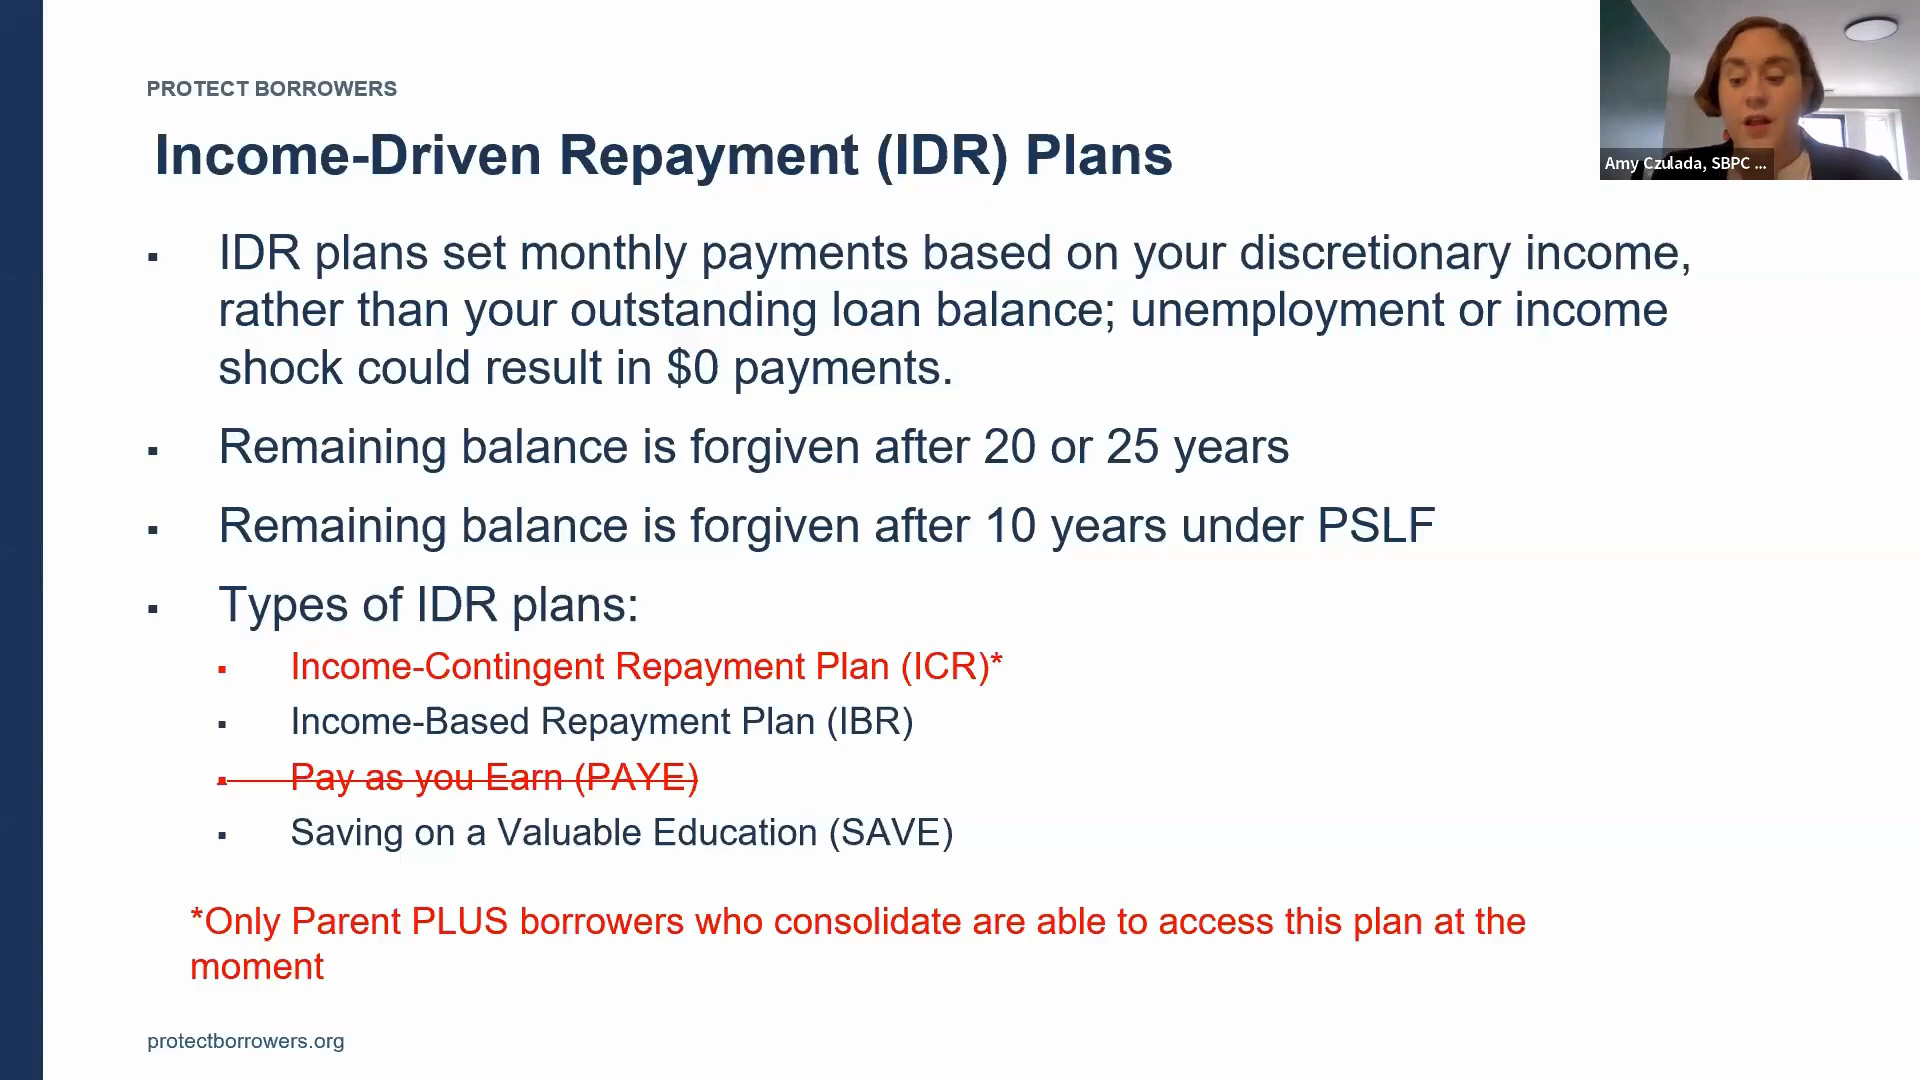 PROTECT BORROWERS
Income-Driven Repayment (IDR) Plans
Amy Czulada, SBPC ...
▪ IDR plans set monthly payments based on your discretionary income,
rather than your outstanding loan balance; unemployment or income
shock could result in $0 payments.
▪ Remaining balance is forgiven after 20 or 25 years
▪ Remaining balance is forgiven after 10 years under PSLF
▪ Types of IDR plans:
▪ Income-Contingent Repayment Plan (ICR)*
▪ Income-Based Repayment Plan (IBR)
▪ Pay as you Earn (PAYE)
▪ Saving on a Valuable Education (SAVE)
*Only Parent PLUS borrowers who consolidate are able to access this plan at the
moment
protectborrowers.org